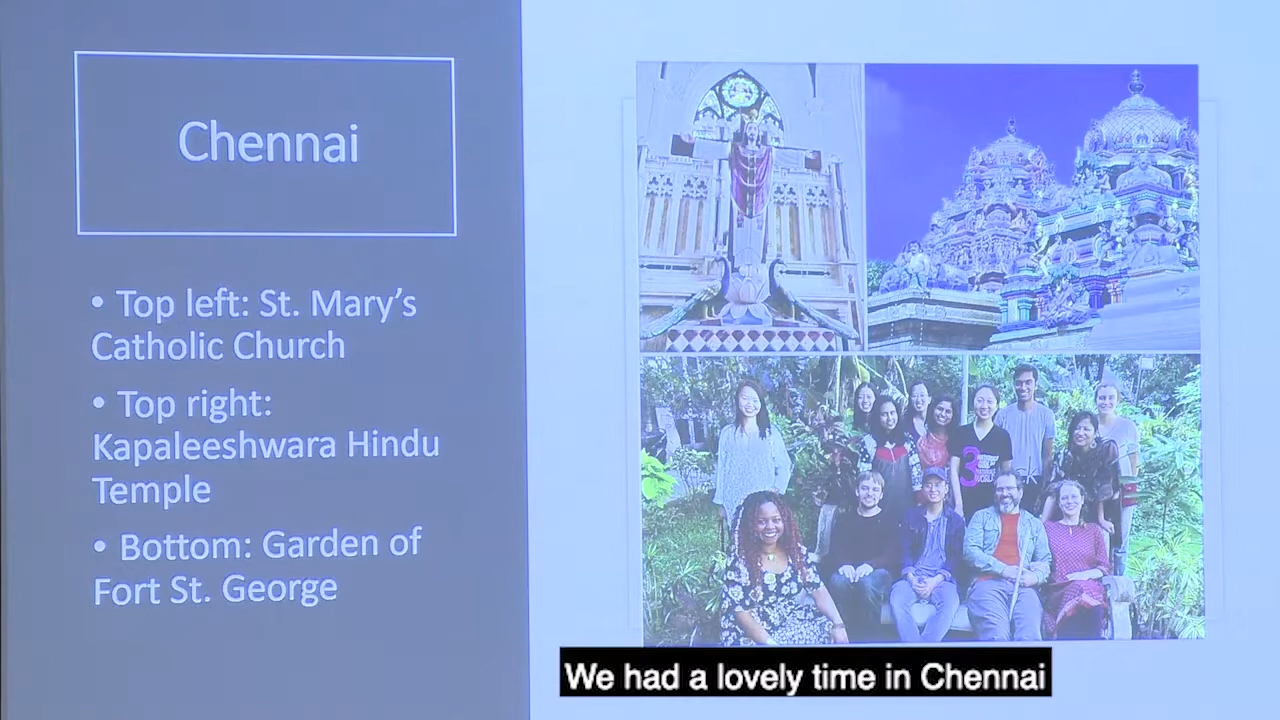 Chennai
• Top left: St. Mary's
Catholic Church
• Top right:
Kapaleeshwara Hindu
Temple
• Bottom: Garden of
Fort St. George
3
We had a lovely time in Chennai